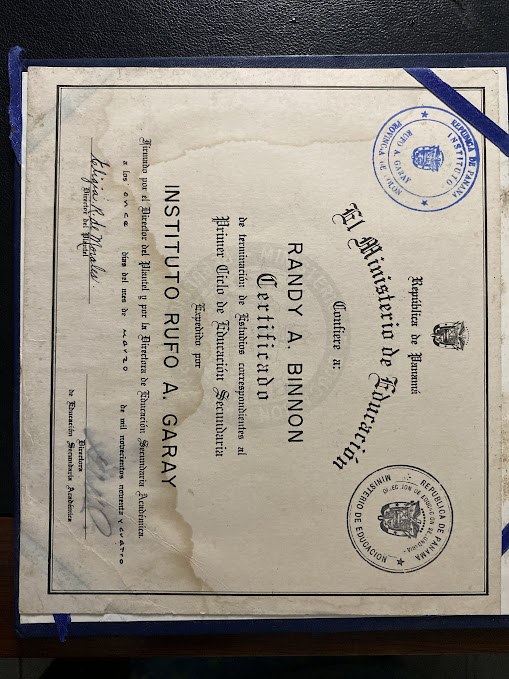 República de Panamá
El Ministerio de Educación
Confiere a:
RANDY A. BINNON
Certificado
de terminación de Estudios correspondientes al
Primer Ciclo de Educación Secundaria
Expedido por
INSTITUTO RUFO A. GARAY
Firmado por el Director del Plantel y por la Directora de Educación Secundaria Académica.
a los once días del mes de marzo de mil novecientos noventa y cuatro
Director del Plantel
Directora
de Educación Secundaria Académica
REPUBLICA DE PANAMA
INSTITUTO
RUFO A. GARAY
PROVINCIA DE COLON
REPUBLICA DE PANAMA
MINISTERIO DE EDUCACION